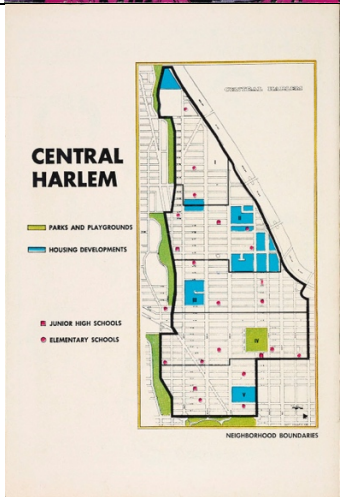 CENTRAL HARLEM
CENTRAL
HARLEM
PARKS AND PLAYGROUNDS
HOUSING DEVELOPMENTS
JUNIOR HIGH SCHOOLS
ELEMENTARY SCHOOLS
I
II
III
IV
V
NEIGHBORHOOD BOUNDARIES